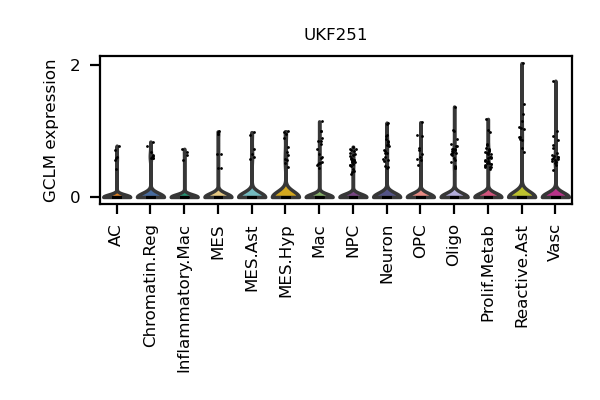 UKF251
GCLM expression
2
0
AC
Chromatin.Reg
Inflammatory.Mac
MES
MES.Ast
MES.Hyp
Mac
NPC
Neuron
OPC
Oligo
Prolif.Metab
Reactive.Ast
Vasc